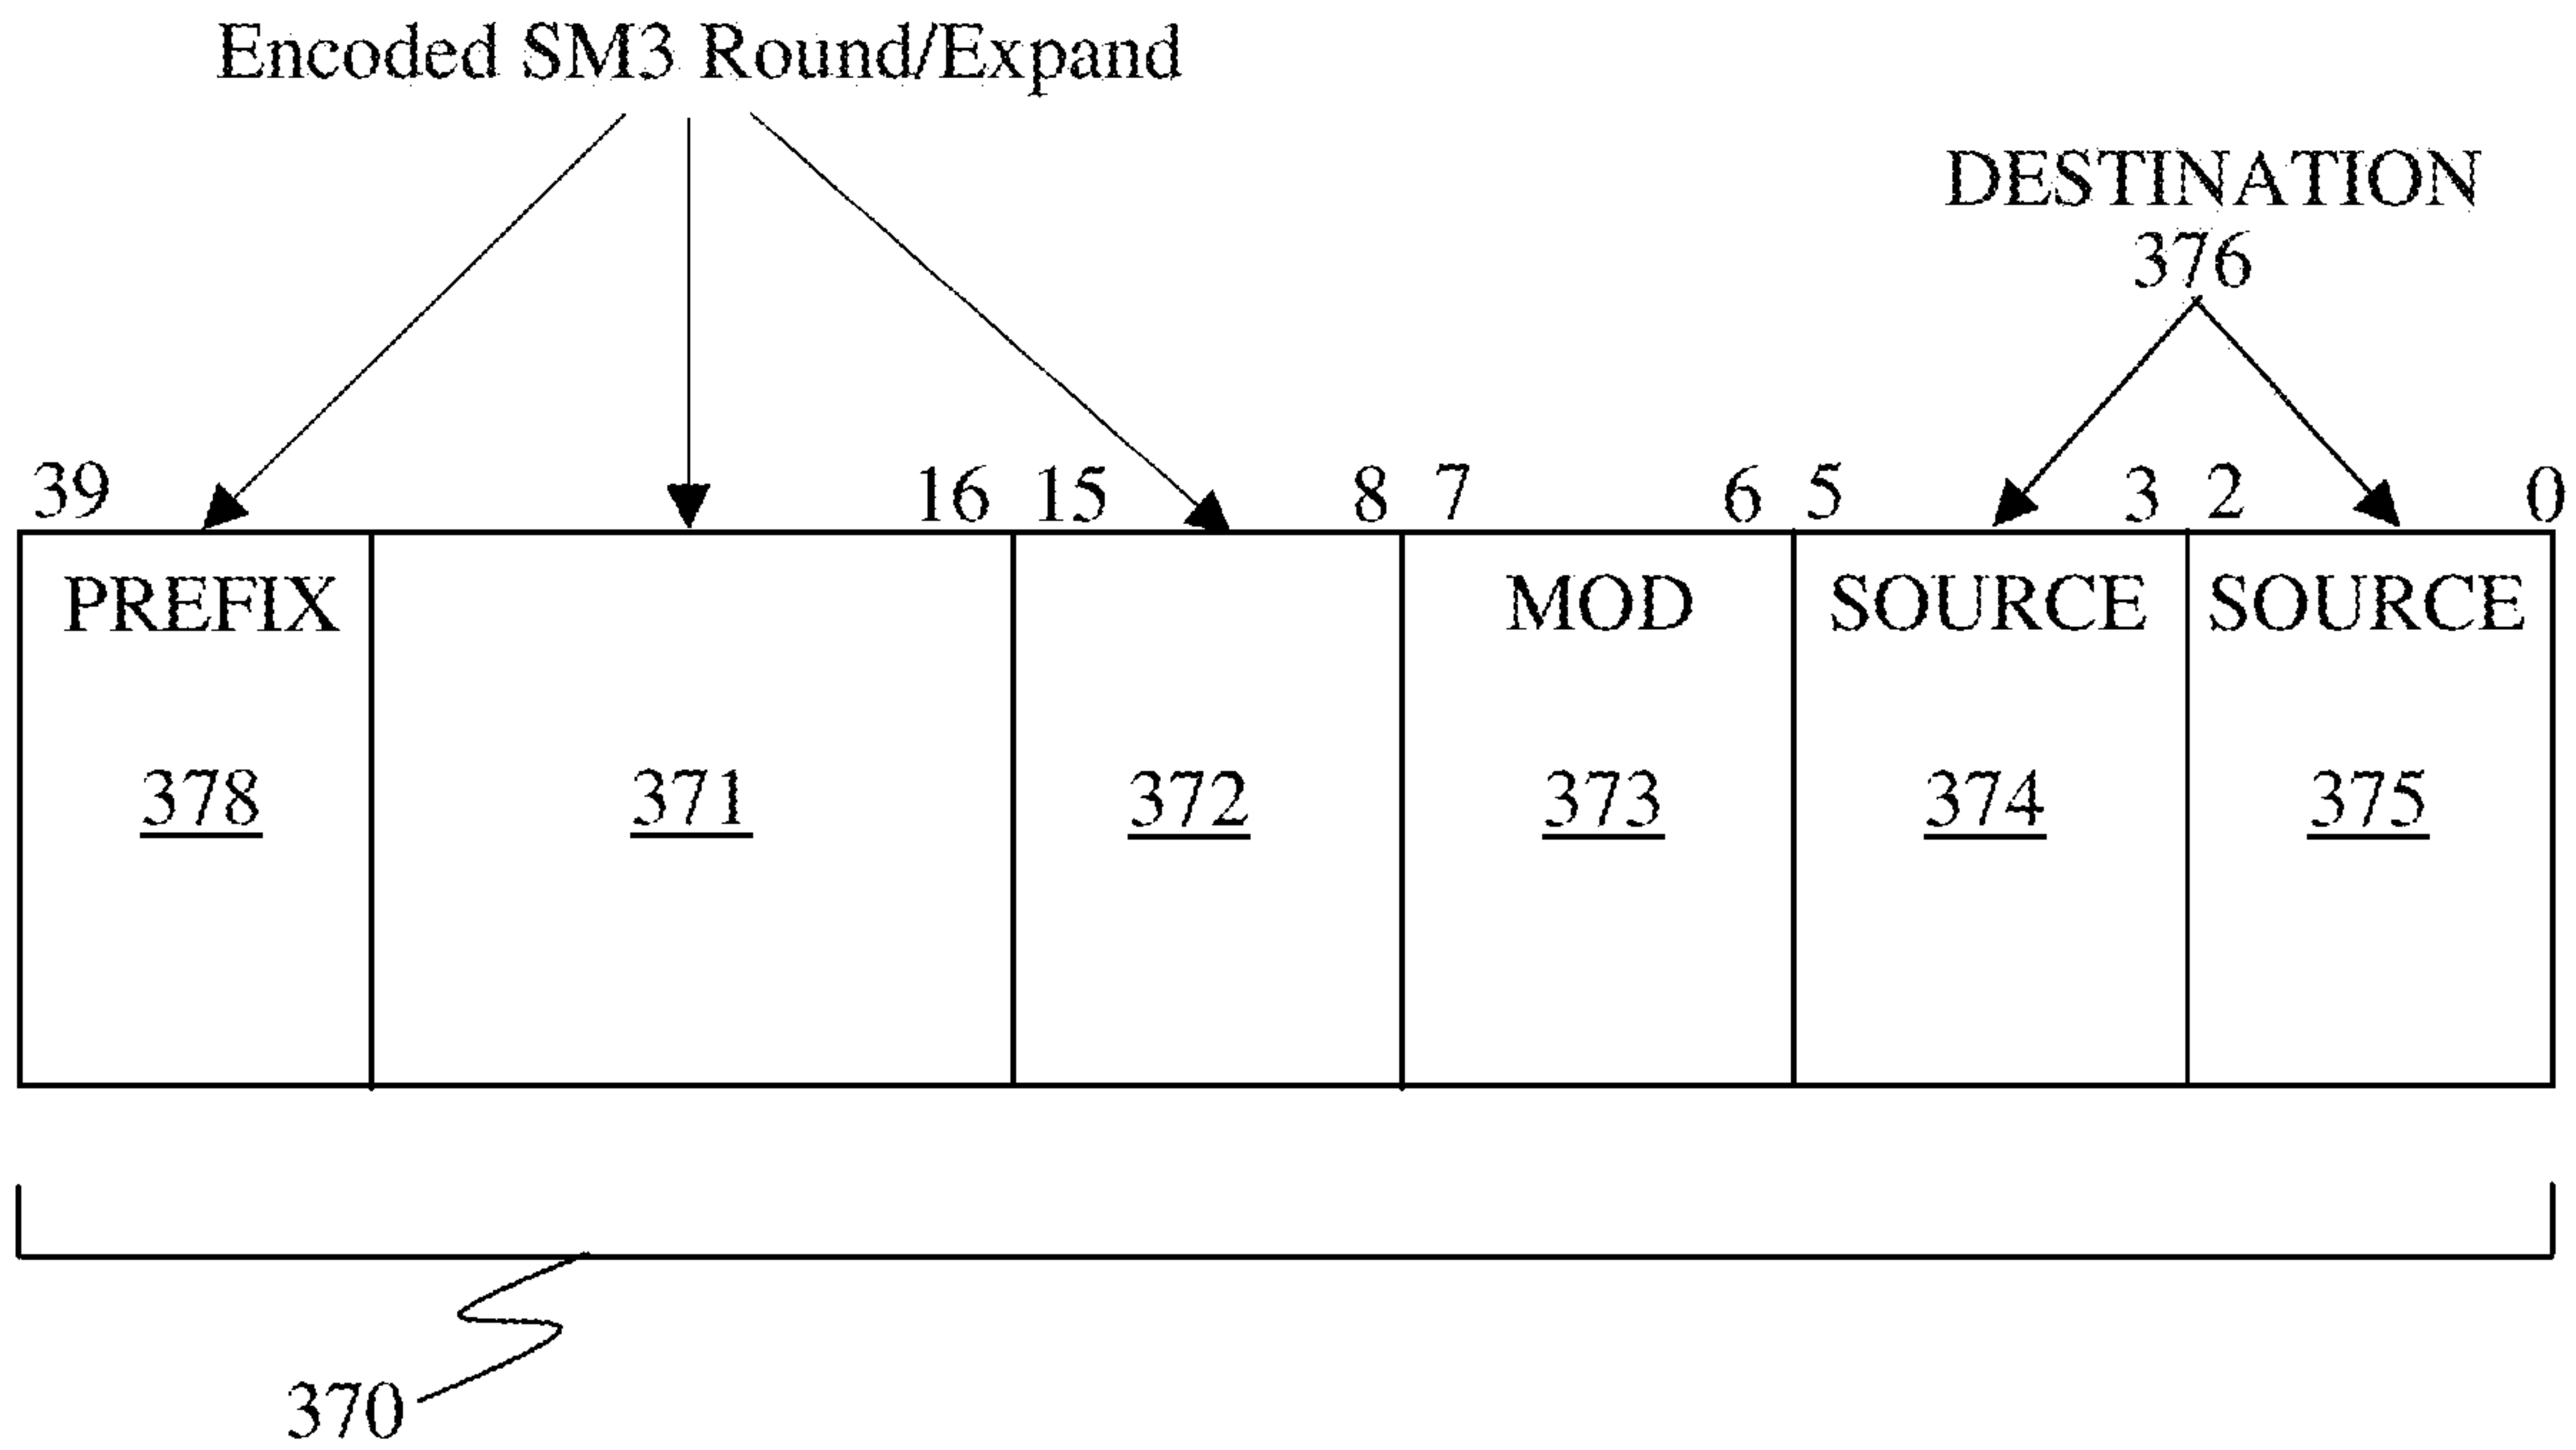 Encoded SM3 Round/Expand
DESTINATION
376
39 16 15 8 7 6 5 3 2 0
PREFIX MOD SOURCE SOURCE
378 371 372 373 374 375
370